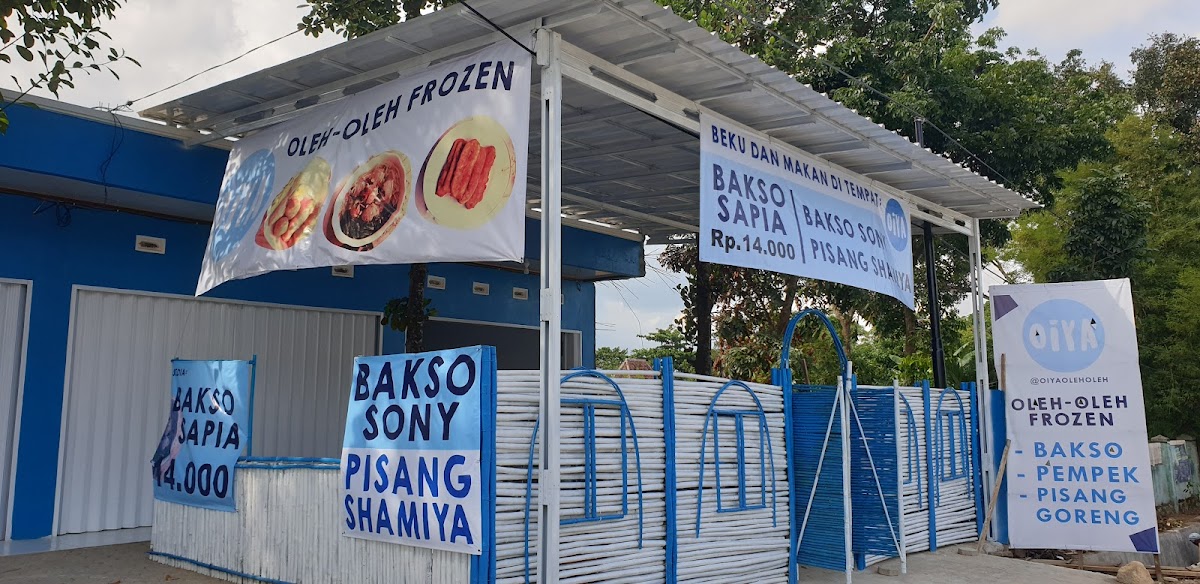 OLEH-OLEH FROZEN
BEKU DAN MAKAN DI TEMPAT:
BAKSO
SAPIA
Rp.14.000
BAKSO SONY
PISANG SHAMIYA
OiYA
BAKSO
SAPIA
14.000
BAKSO
SONY
PISANG
SHAMIYA
OiYA
@OIYAOLEHOLEH
OLEH-OLEH
FROZEN
- BAKSO
- PEMPEK
- PISANG
GORENG